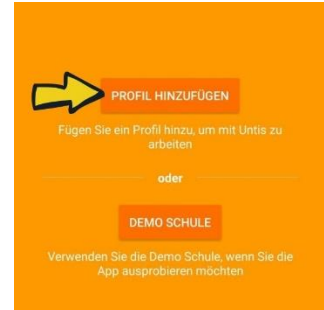 PROFIL HINZUFÜGEN
Fügen Sie ein Profil hinzu, um mit Untis zu
arbeiten
oder
DEMO SCHULE
Verwenden Sie die Demo Schule, wenn Sie die
App ausprobieren möchten